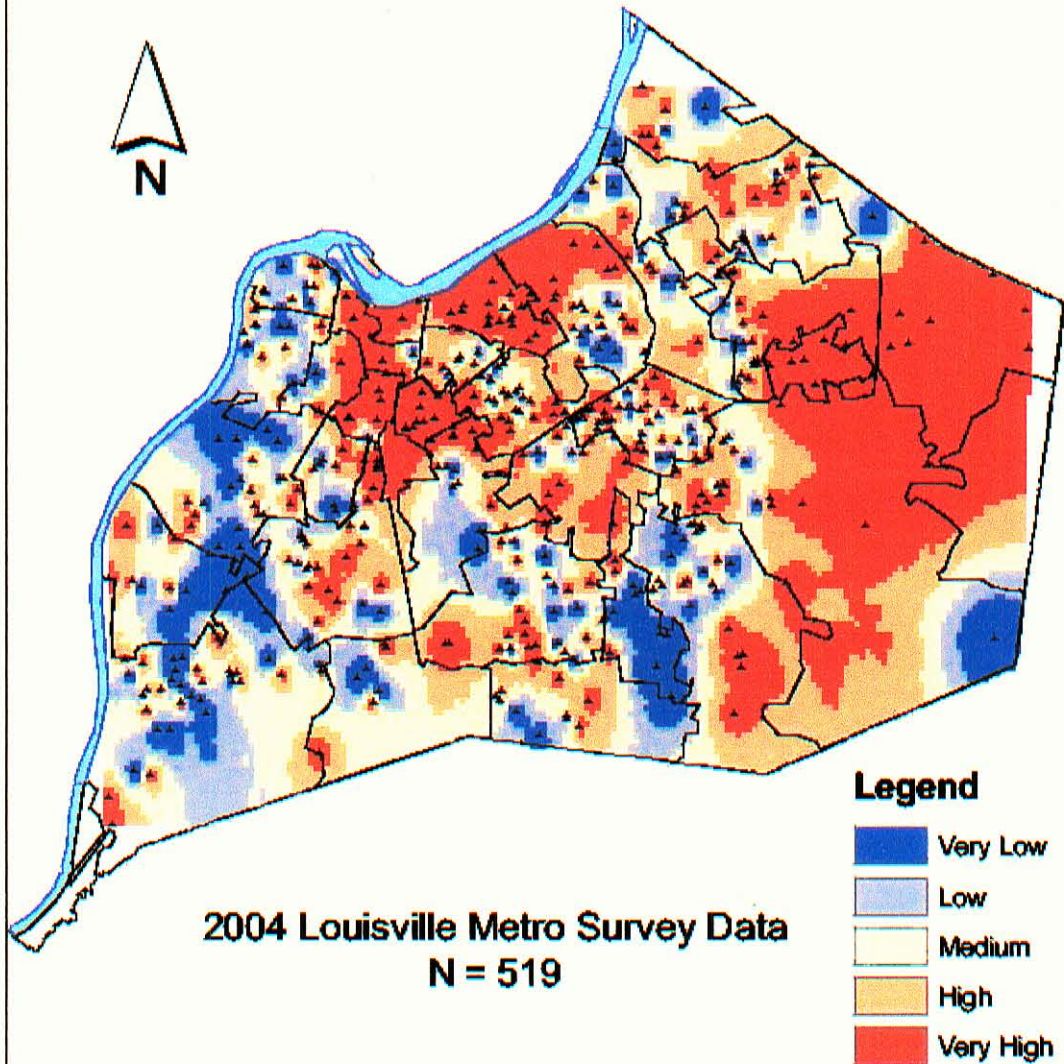 N
2004 Louisville Metro Survey Data
N = 519
Legend
Very Low
Low
Medium
High
Very High